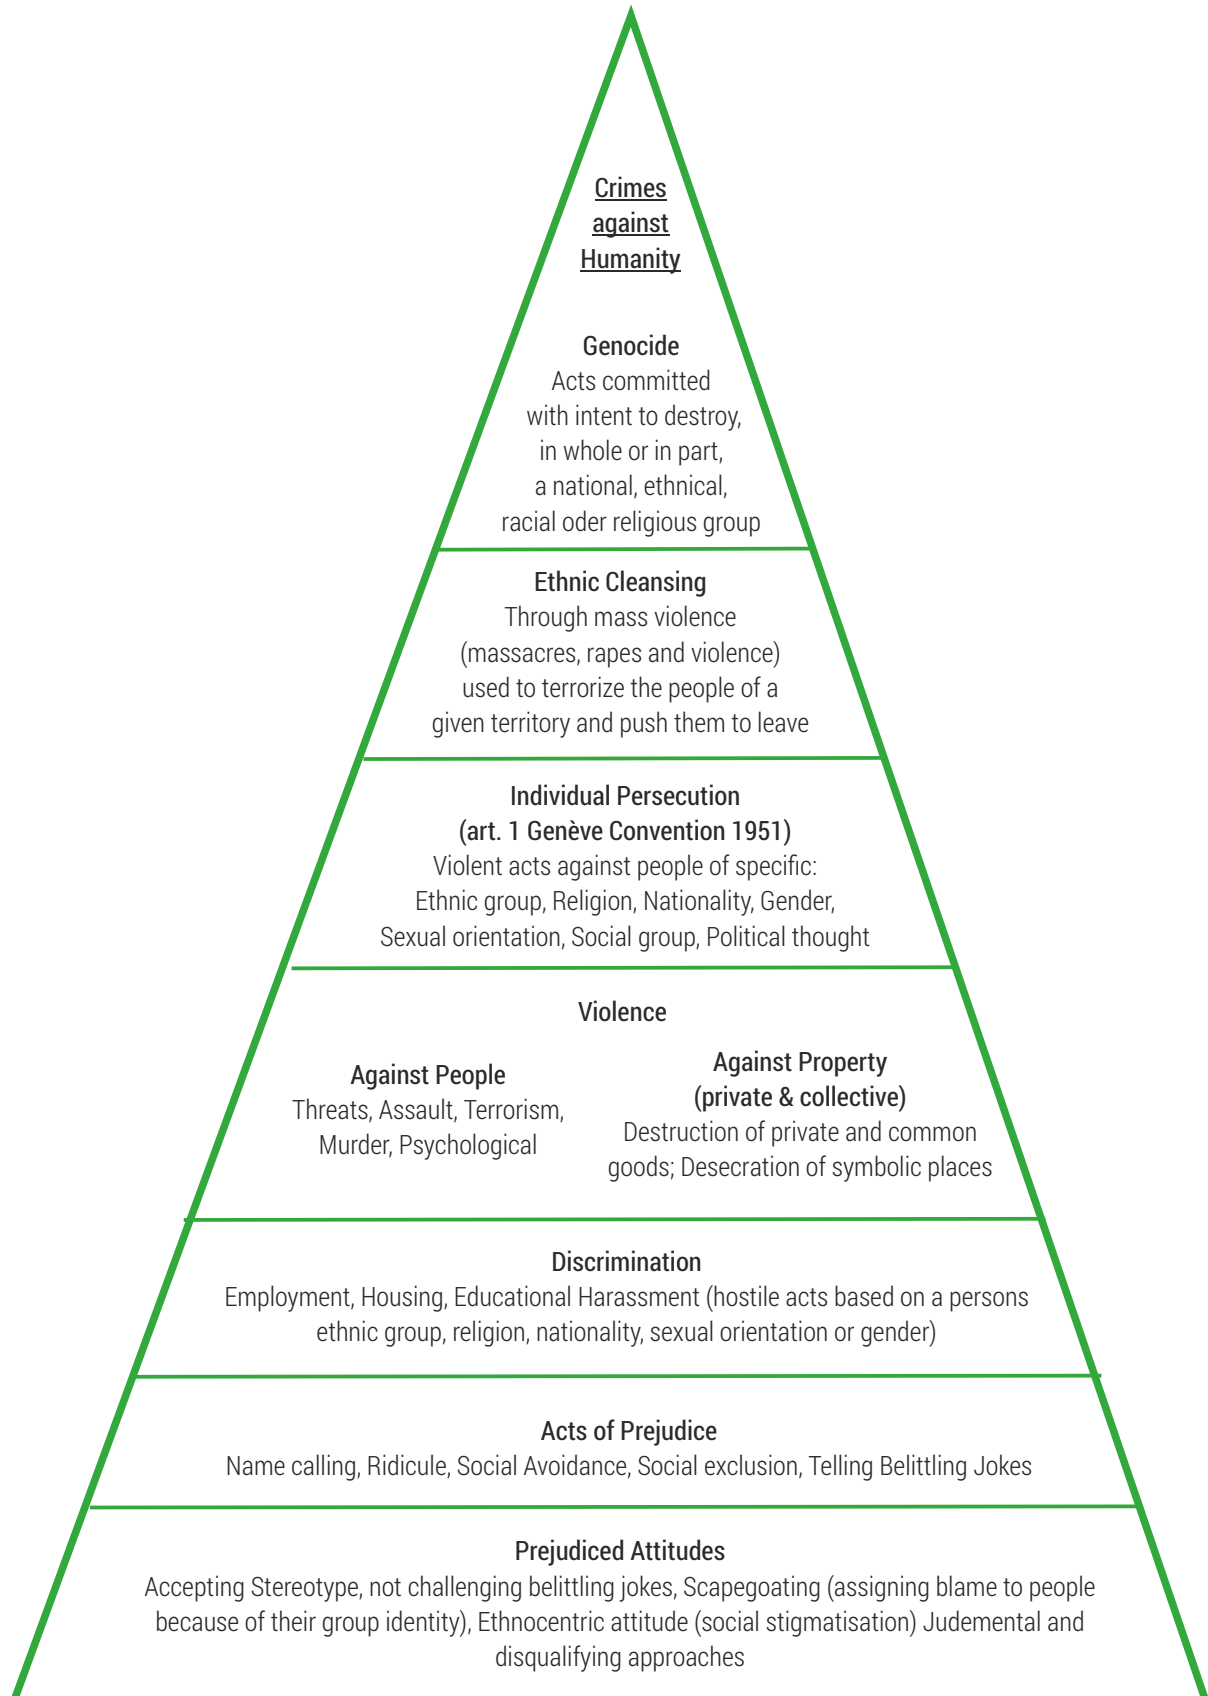 Crimes
against
Humanity
Genocide
Acts committed
with intent to destroy,
in whole or in part,
a national, ethnical,
racial oder religious group
Ethnic Cleansing
Through mass violence
(massacres, rapes and violence)
used to terrorize the people of a
given territory and push them to leave
Individual Persecution
(art. 1 Genève Convention 1951)
Violent acts against people of specific:
Ethnic group, Religion, Nationality, Gender,
Sexual orientation, Social group, Political thought
Violence
Against People
Threats, Assault, Terrorism,
Murder, Psychological
Against Property
(private & collective)
Destruction of private and common
goods; Desecration of symbolic places
Discrimination
Employment, Housing, Educational Harassment (hostile acts based on a persons
ethnic group, religion, nationality, sexual orientation or gender)
Acts of Prejudice
Name calling, Ridicule, Social Avoidance, Social exclusion, Telling Belittling Jokes
Prejudiced Attitudes
Accepting Stereotype, not challenging belittling jokes, Scapegoating (assigning blame to people
because of their group identity), Ethnocentric attitude (social stigmatisation) Judemental and
disqualifying approaches